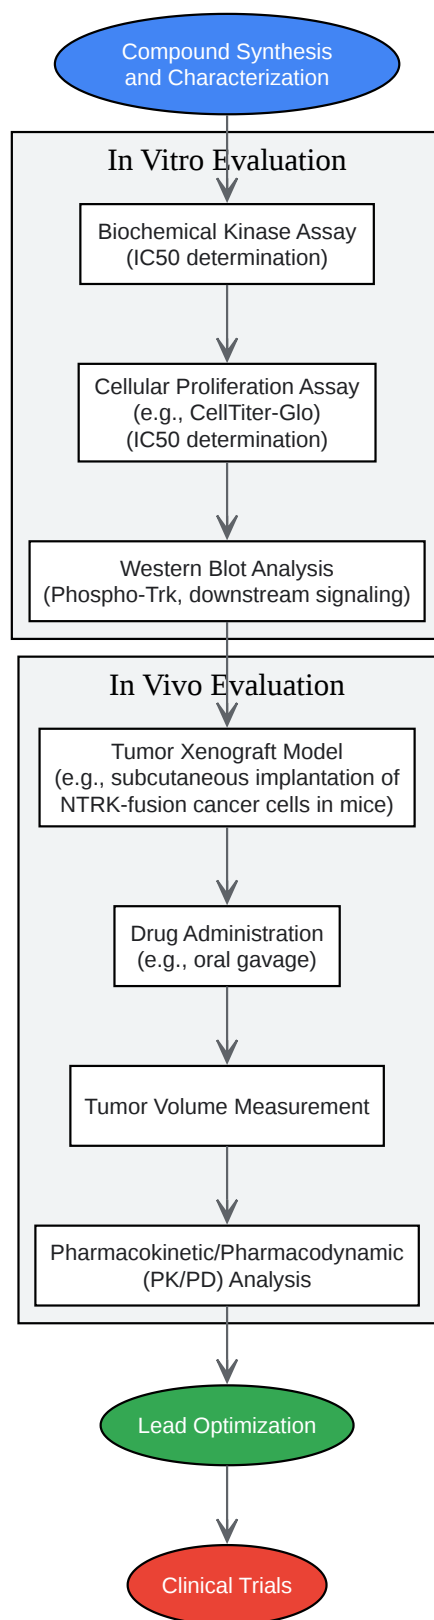 Compound Synthesis
and Characterization
In Vitro Evaluation
Biochemical Kinase Assay
(IC50 determination)
Cellular Proliferation Assay
(e.g., CellTiter-Glo)
(IC50 determination)
Western Blot Analysis
(Phospho-Trk, downstream signaling)
In Vivo Evaluation
Tumor Xenograft Model
(e.g., subcutaneous implantation of
NTRK-fusion cancer cells in mice)
Drug Administration
(e.g., oral gavage)
Tumor Volume Measurement
Pharmacokinetic/Pharmacodynamic
(PK/PD) Analysis
Lead Optimization
Clinical Trials